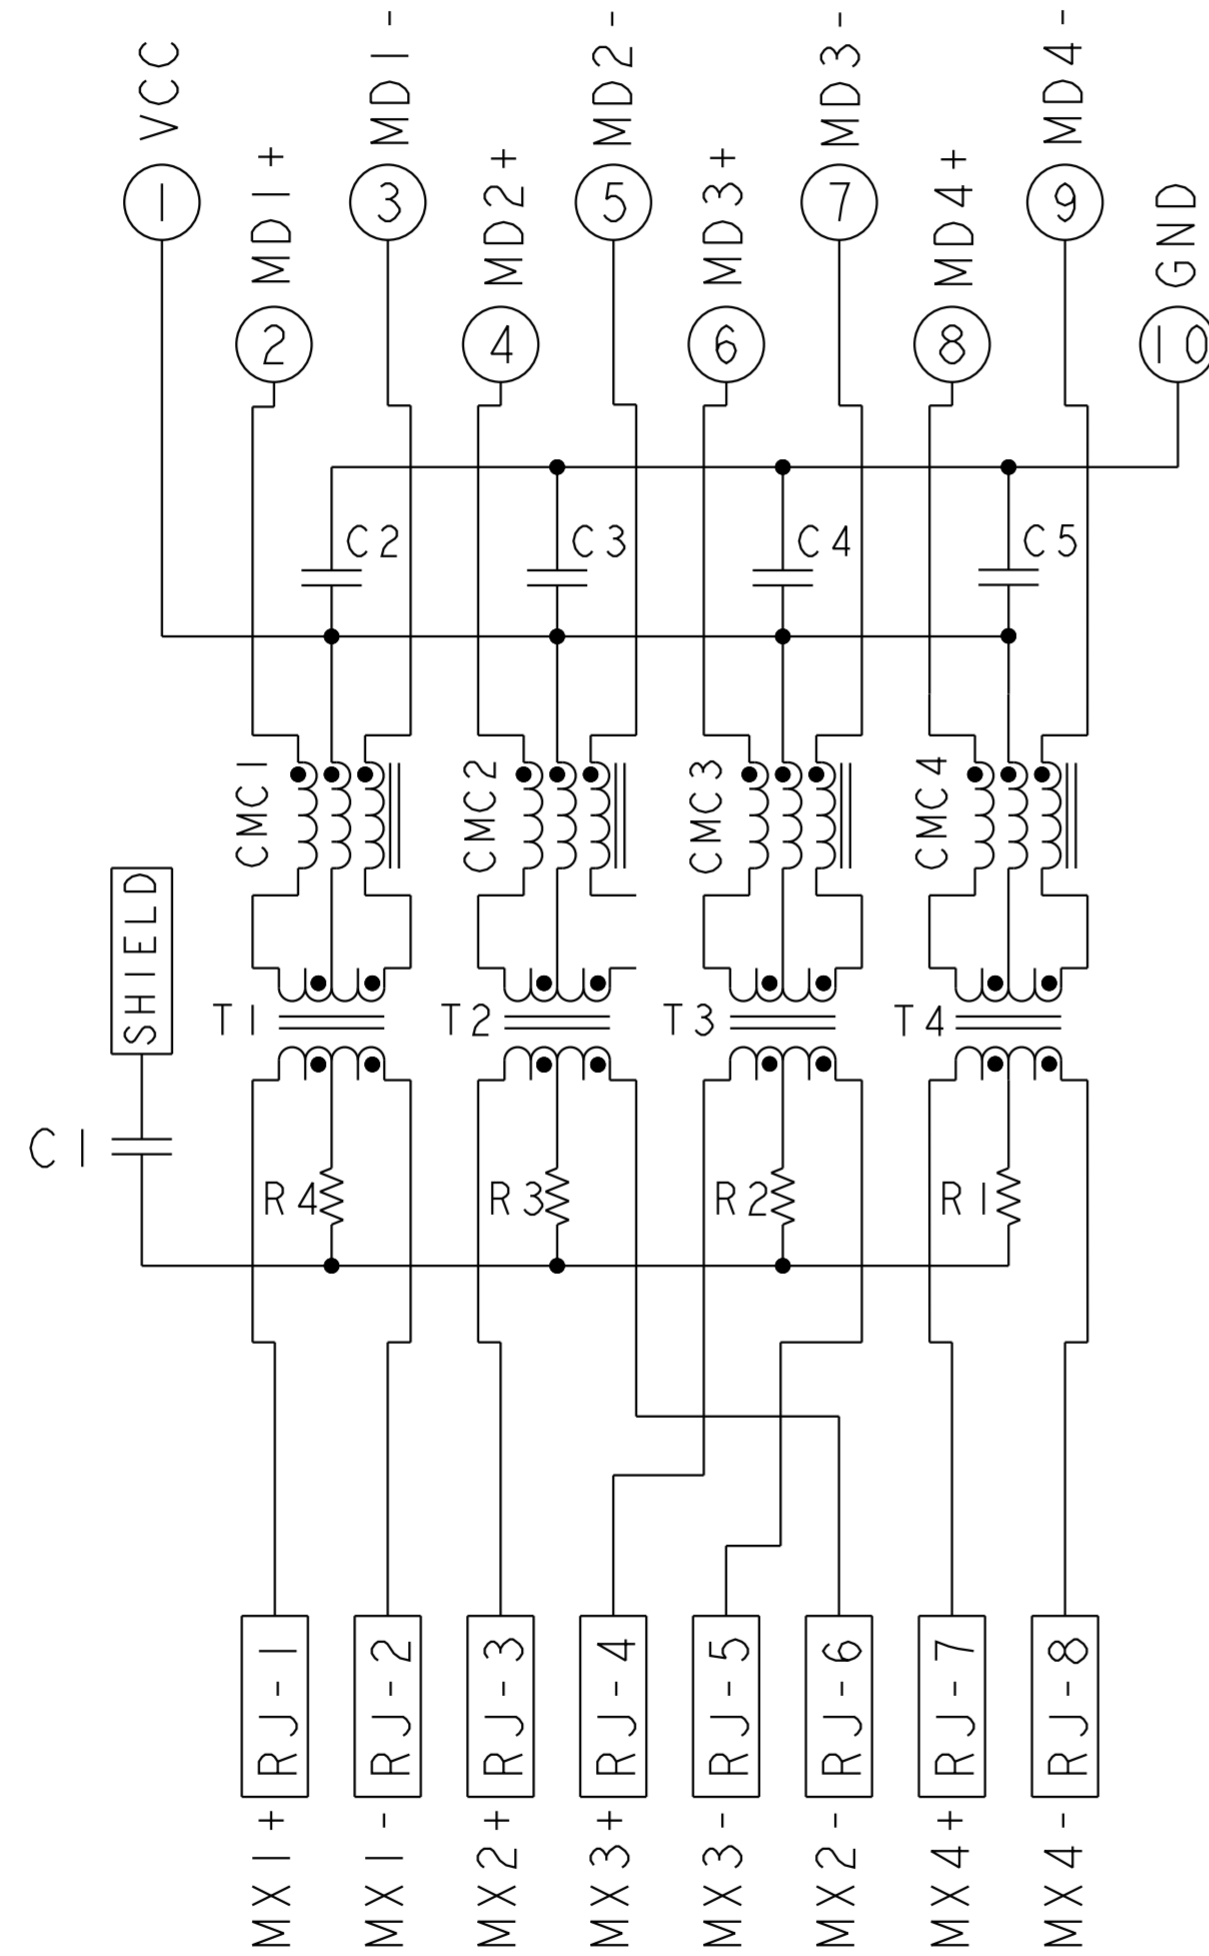 VCC
MD1-
MD2-
MD3-
MD4-
MD1+
MD2+
MD3+
MD4+
GND
1
3
5
7
9
2
4
6
8
10
C2
C3
C4
C5
CMC1
CMC2
CMC3
CMC4
SHIELD
T1
T2
T3
T4
C1
R4
R3
R2
R1
RJ-1
RJ-2
RJ-3
RJ-4
RJ-5
RJ-6
RJ-7
RJ-8
MX1+
MX1-
MX2+
MX3+
MX3-
MX2-
MX4+
MX4-